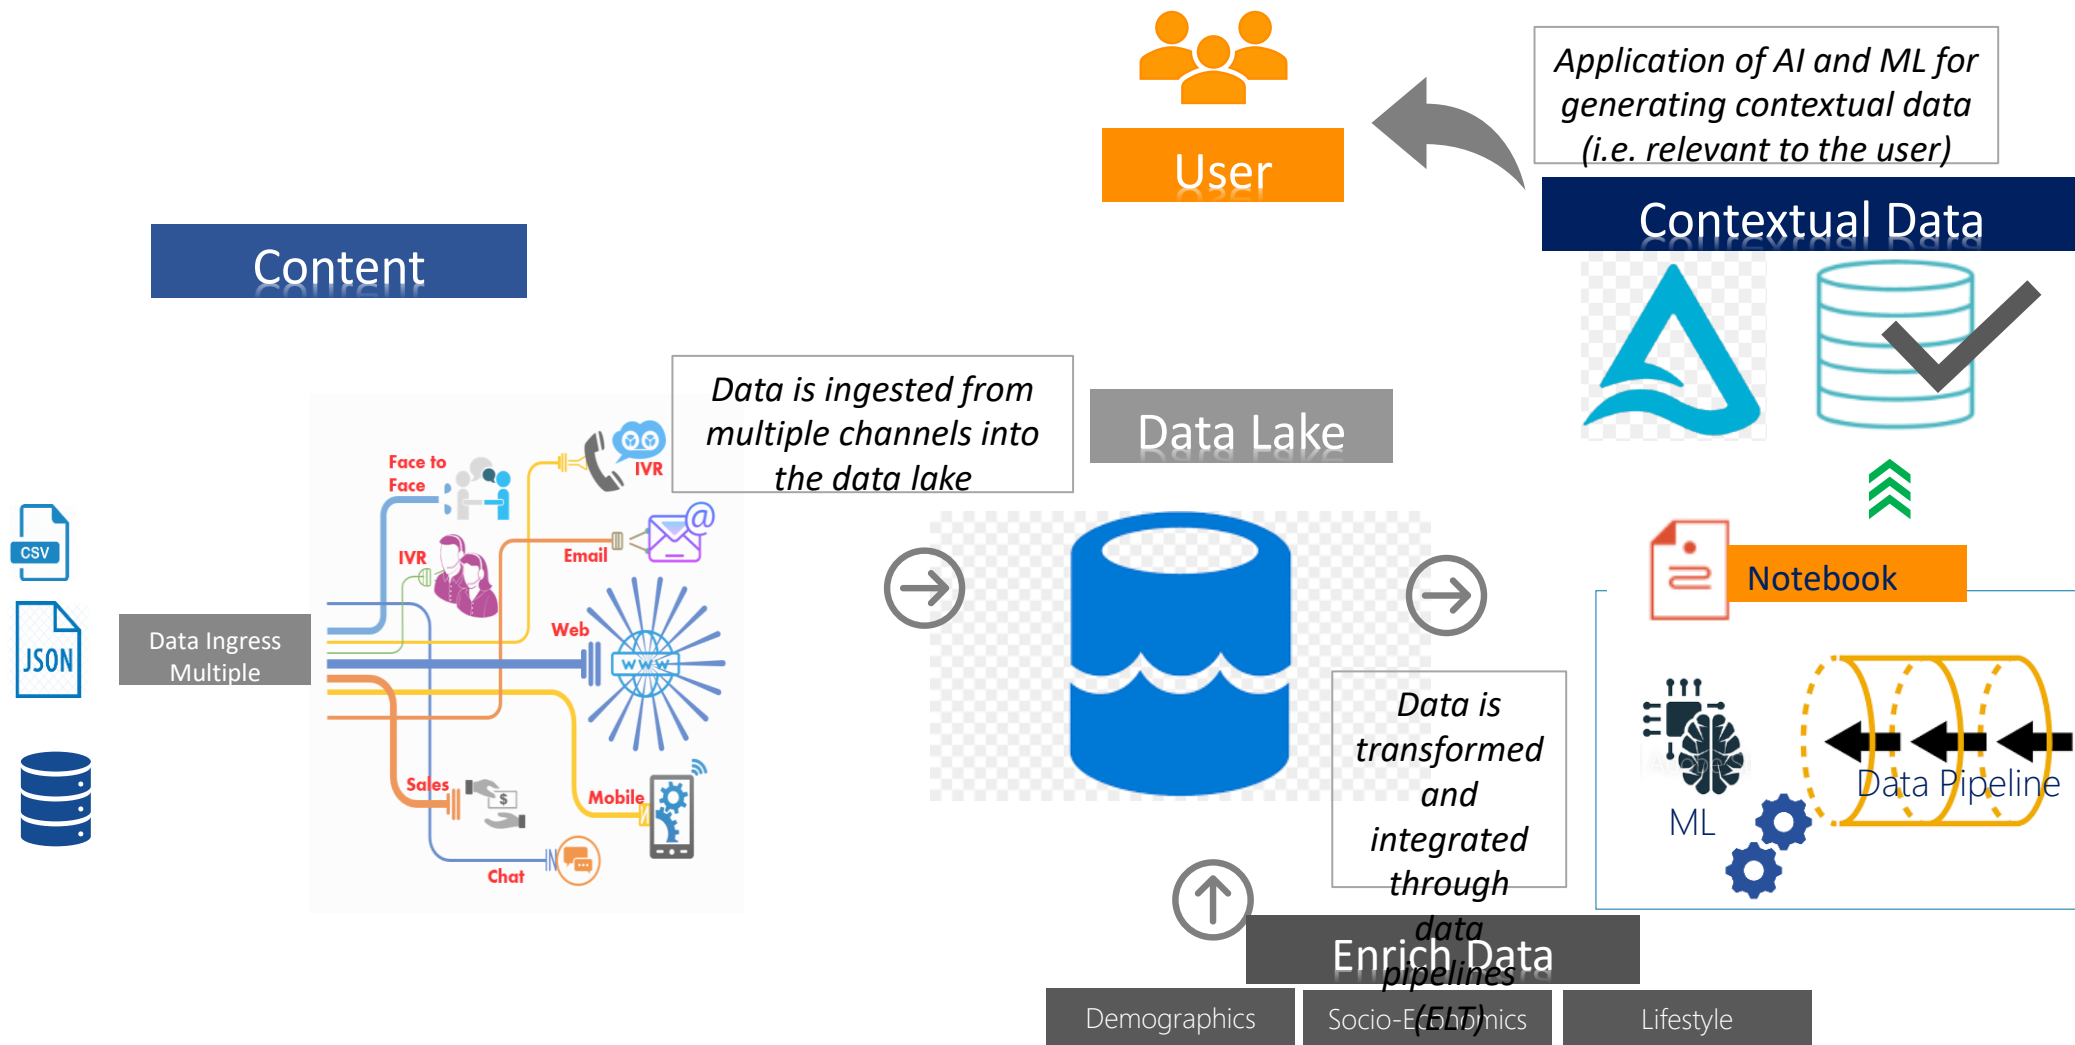 User
Application of AI and ML for
generating contextual data
(i.e. relevant to the user)
Contextual Data
Content
Data is ingested from
multiple channels into
the data lake
Data Lake
Face to
Face
IVR
IVR
Email
Web
www
Sales
$
Mobile
Chat
@
CSV
JSON
Data Ingress
Multiple
Notebook
ML
Data Pipeline
Data is
transformed
and
integrated
through
data
pipelines
(ELT)
Enrich Data
Demographics
Socio-Economics
Lifestyle